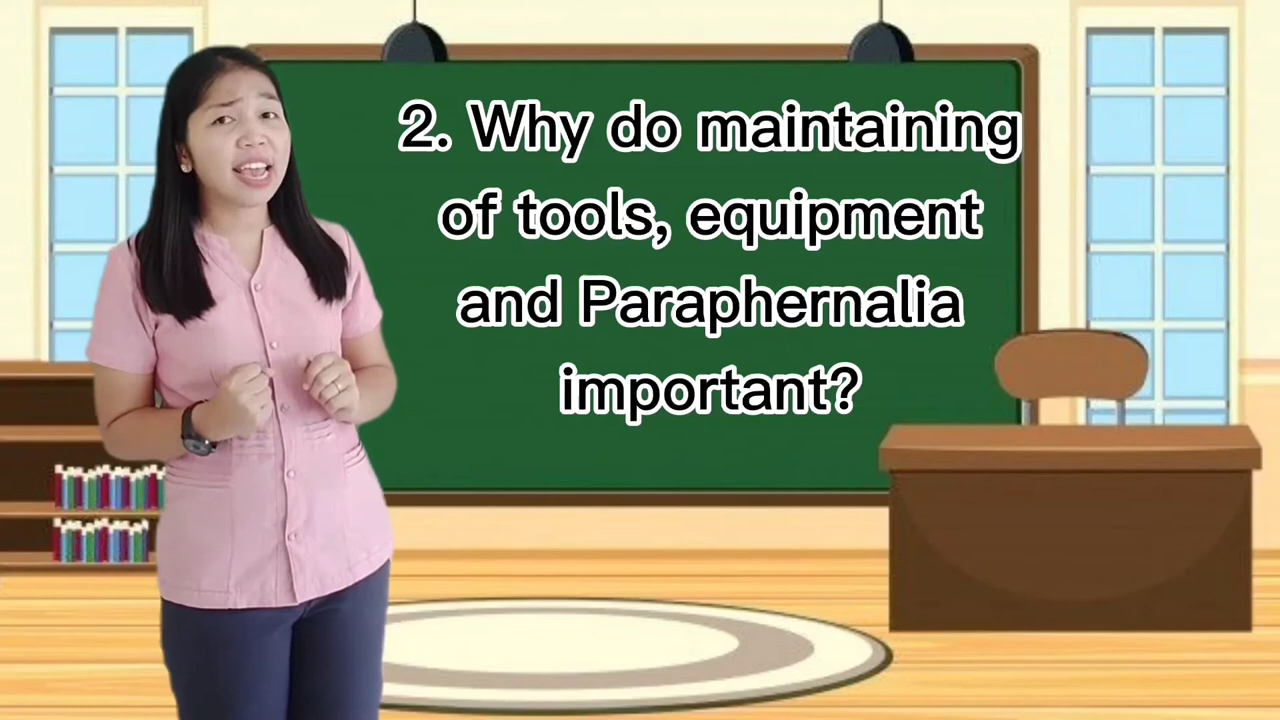 2. Why do maintaining
of tools, equipment
and Paraphernalia
important?